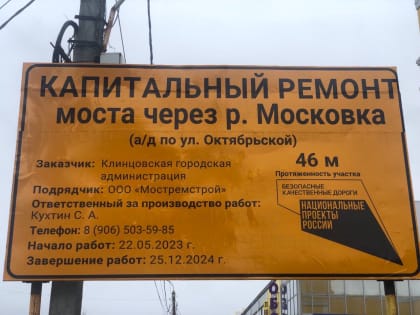 КАПИТАЛЬНЫЙ РЕМОНТ
моста через р. Московка
(а/д по ул. Октябрьской)
Заказчик: Клинцовская городская
администрация
Подрядчик: ООО «Мостремстрой»
Ответственный за производство работ:
Кухтин С. А.
Телефон: 8 (906) 503-59-85
Начало работ: 22.05.2023 г.
Завершение работ: 25.12.2024 г.
46 м
Протяженность участка
БЕЗОПАСНЫЕ
КАЧЕСТВЕННЫЕ ДОРОГИ
НАЦИОНАЛЬНЫЕ
ПРОЕКТЫ
РОССИИ